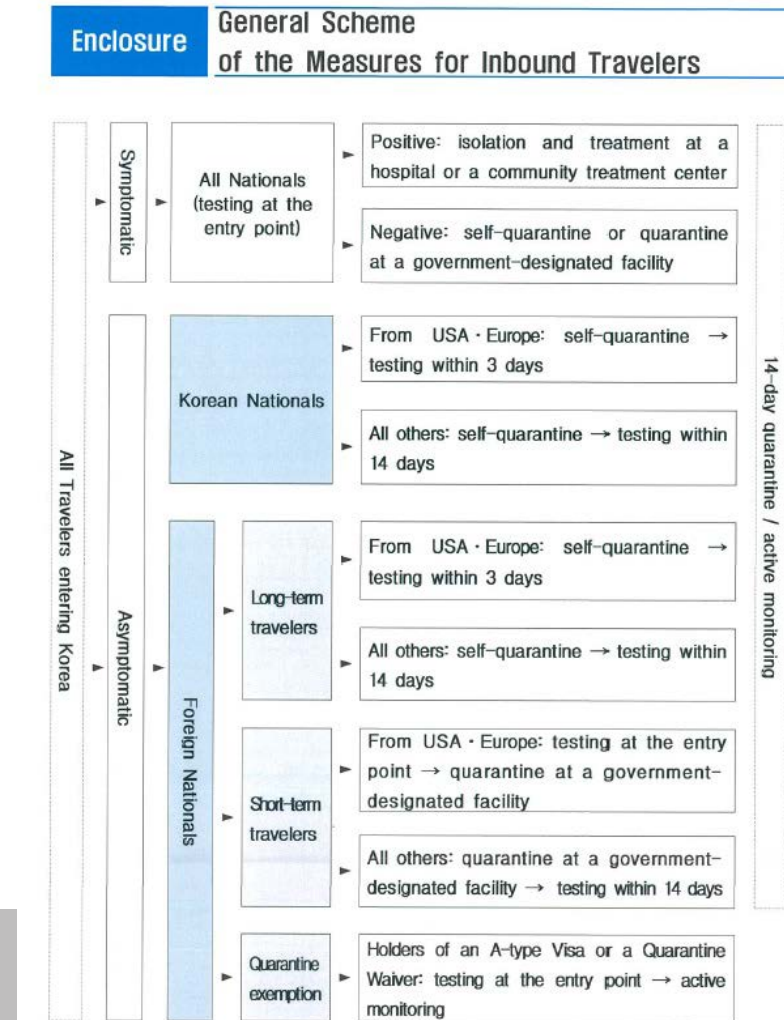 Enclosure
General Scheme
of the Measures for Inbound Travelers
All Travelers entering Korea
Symptomatic
All Nationals
(testing at the
entry point)
Positive: isolation and treatment at a
hospital or a community treatment center
Negative: self-quarantine or quarantine
at a government-designated facility
Asymptomatic
Korean Nationals
From USA · Europe: self-quarantine →
testing within 3 days
All others: self-quarantine → testing within
14 days
Foreign Nationals
Long-term
travelers
From USA · Europe: self-quarantine →
testing within 3 days
All others: self-quarantine → testing within
14 days
Short-term
travelers
From USA · Europe: testing at the entry
point → quarantine at a government-
designated facility
All others: quarantine at a government-
designated facility → testing within 14 days
Quarantine
exemption
Holders of an A-type Visa or a Quarantine
Waiver: testing at the entry point → active
monitoring
14-day quarantine / active monitoring